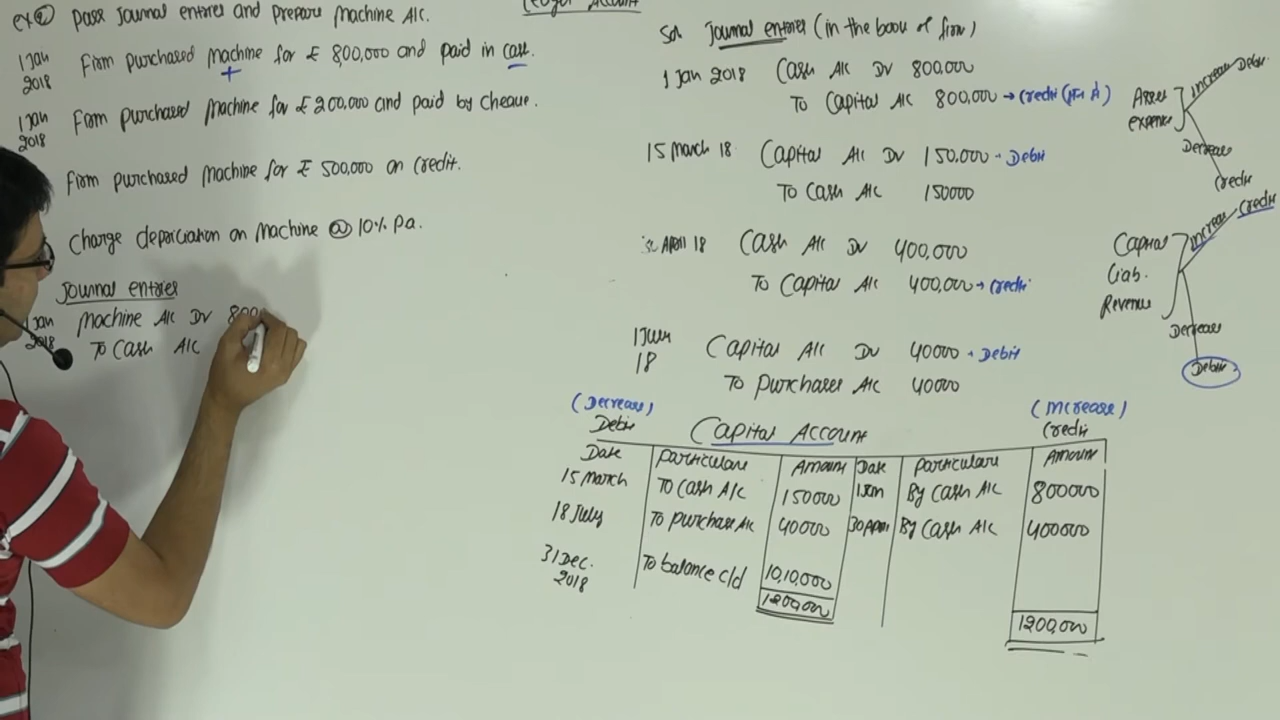 Ledger Account
ex② pass Journal entries and prepare Machine A/c.
1 Jan 2018 Firm purchased machine for £ 800,000 and paid in cash.
+
1 Jan 2018 Firm purchased Machine for £ 200,000 and paid by cheque.
Firm purchased Machine for £ 500,000 on credit.
Charge depriciation on Machine @ 10% Pa.
Journal entries
1 Jan 2018 Machine A/c Dr 800
To Cash A/c
Sol Journal entries (in the book of firm)
1 Jan 2018 Cash A/c Dr 800,000
To Capital A/c 800,000 → credit
15 March 18 Capital A/c Dr 150,000 - Debit
To Cash A/c 150000
April 18 Cash A/c Dr 400,000
To Capital A/c 400,000 → credit
1 July 18 Capital A/c Dr 40000 - Debit
To purchases A/c 40000
Asset expense
Increase Debit
Decrease
Credit
Capital
Liab.
Revenue
Increase Credit
Decrease
Debit
(Decrease) (Increase)
Debit Capital Account Credit
Date particulars Amount Date particulars Amount
15 March To Cash A/c 150000 1 Jan By Cash A/c 800000
18 July To purchase A/c 40000 30 April By Cash A/c 400000
31 Dec. 2018 To balance c/d 10,10,000
1200,000 1200,000